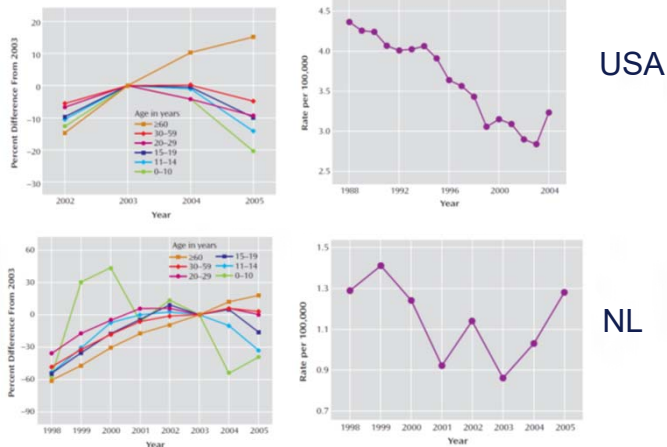 20
10
0
-10
-20
-30
Percent Difference From 2003
Age in years
≥60
30–59
20–29
15–19
11–14
0–10
2002
2003
2004
2005
Year
4.5
4.0
3.5
3.0
2.5
Rate per 100,000
1988
1992
1996
2000
2004
Year
USA
60
30
0
-30
-60
-90
Percent Difference From 2003
Age in years
≥60 15–19
30–59 11–14
20–29 0–10
1998 1999 2000 2001 2002 2003 2004 2005
Year
1.5
1.3
1.1
0.9
0.7
Rate per 100,000
1998 1999 2000 2001 2002 2003 2004 2005
Year
NL